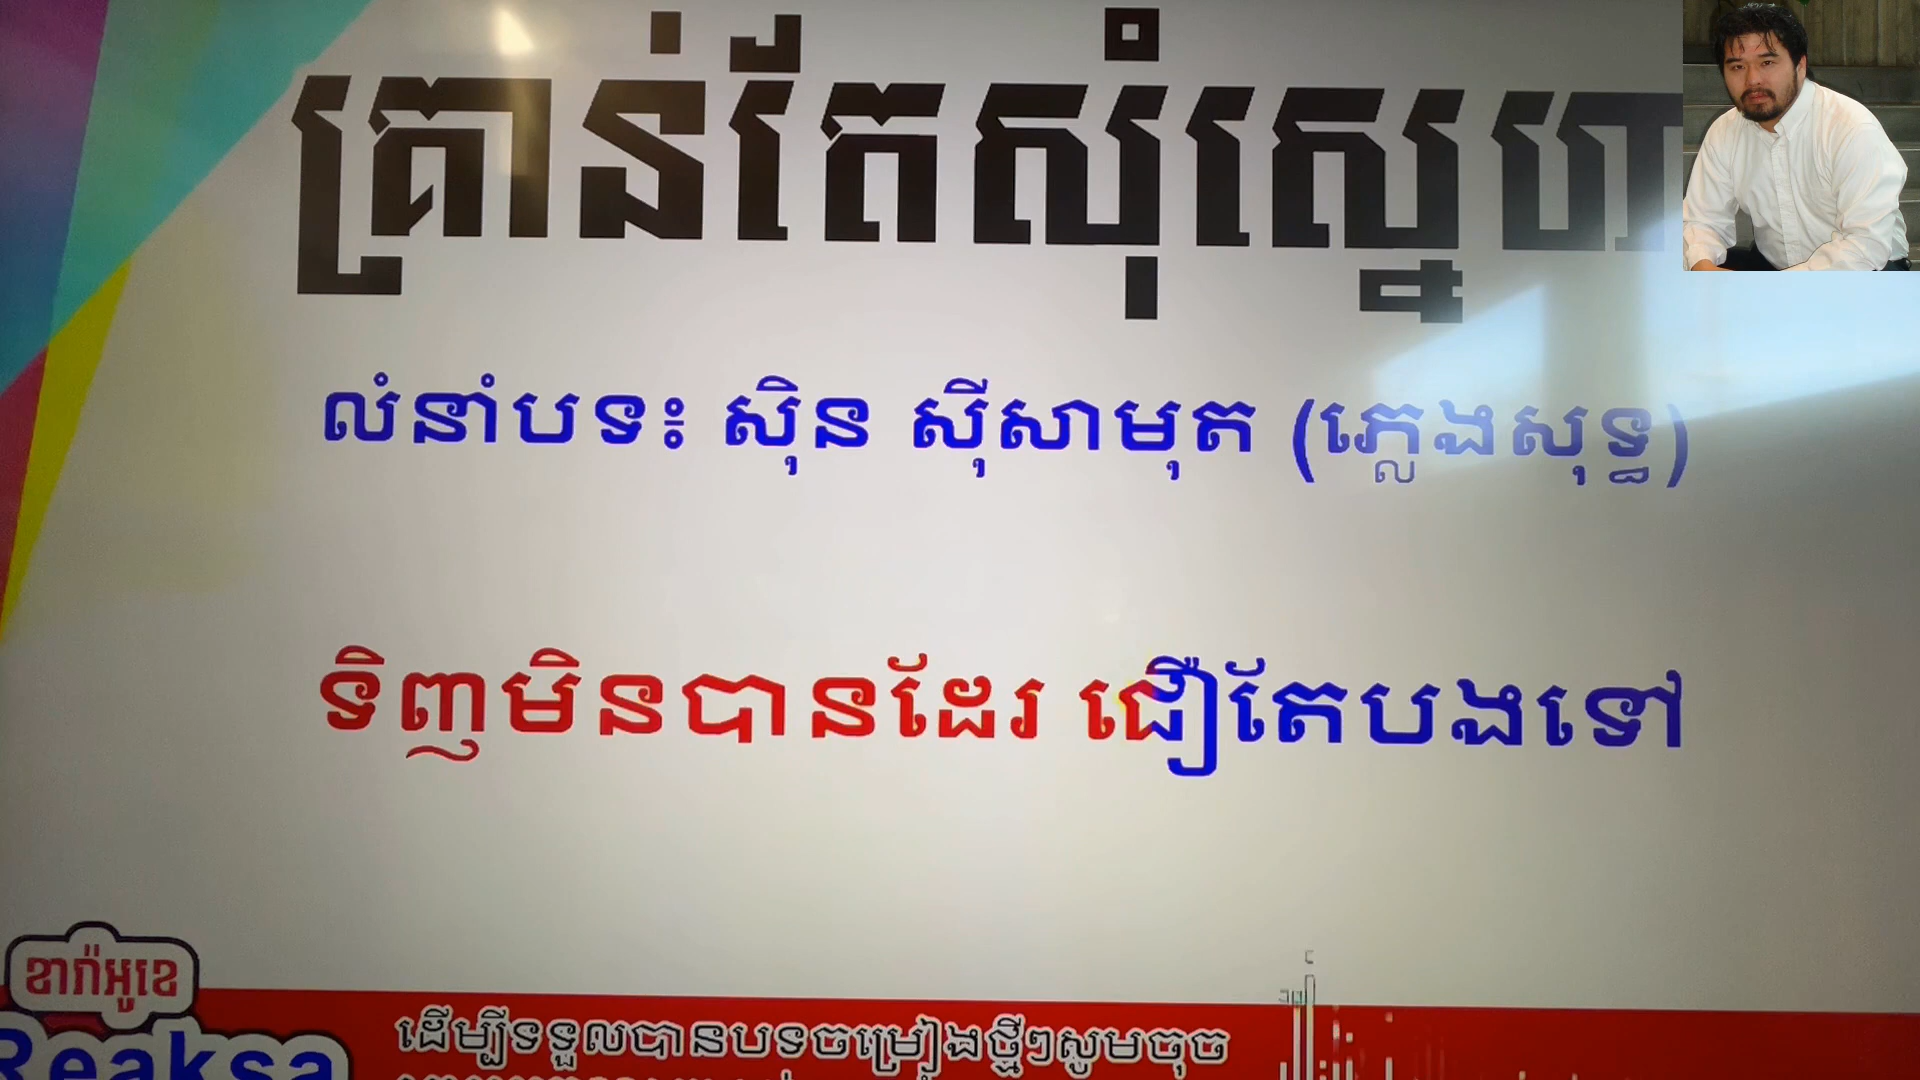 គ្រាន់តែសុំស្នេហា
លំនាំបទ៖ ស៊ិន ស៊ីសាមុត (ភ្លេងសុទ្ធ)
ទិញមិនបានដែរ ជឿតែបងទៅ
ខារ៉ាអូខេ
Reaksa
ដើម្បីទទួលបានបទចម្រៀងថ្មីៗសូមចុច